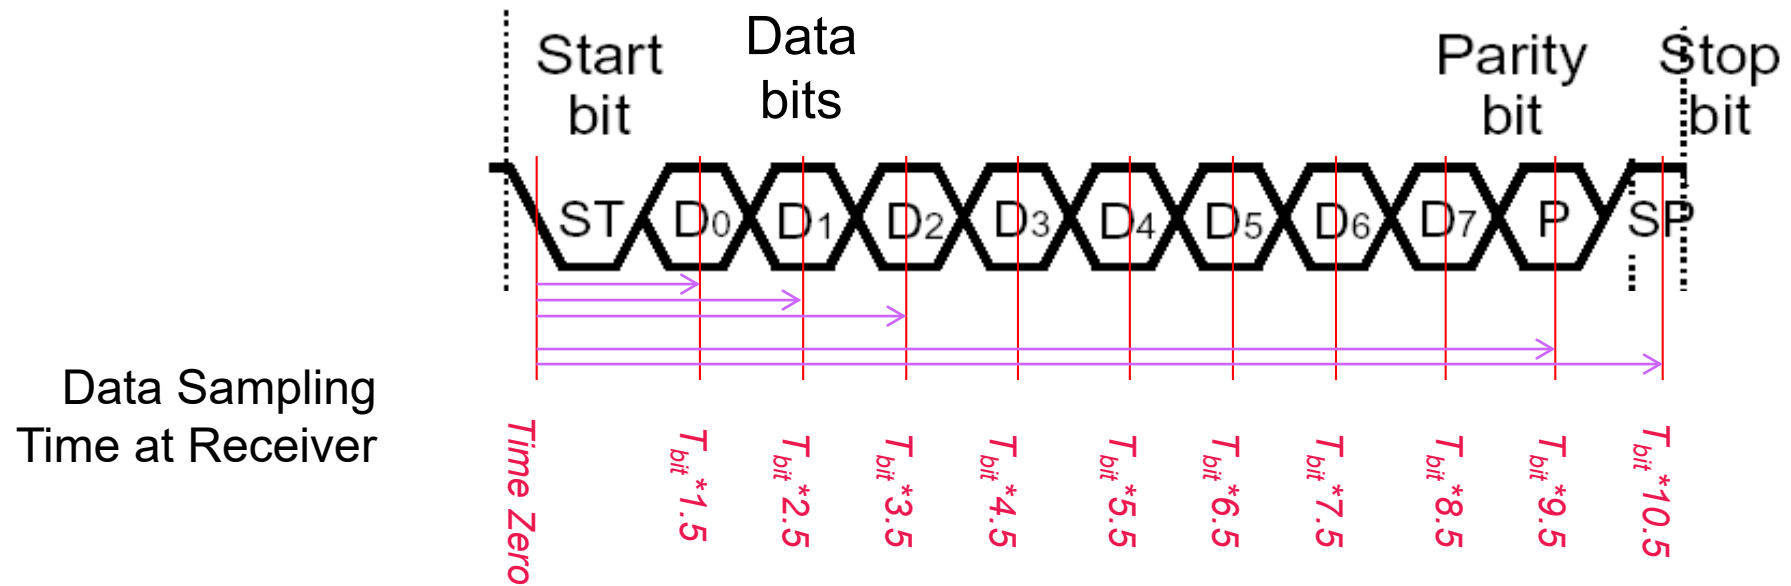 Start
bit
Data
bits
Parity
bit
Stop
bit
ST D0 D1 D2 D3 D4 D5 D6 D7 P SP
Data Sampling
Time at Receiver
Time Zero
Tbit *1.5
Tbit *2.5
Tbit *3.5
Tbit *4.5
Tbit *5.5
Tbit *6.5
Tbit *7.5
Tbit *8.5
Tbit *9.5
Tbit *10.5